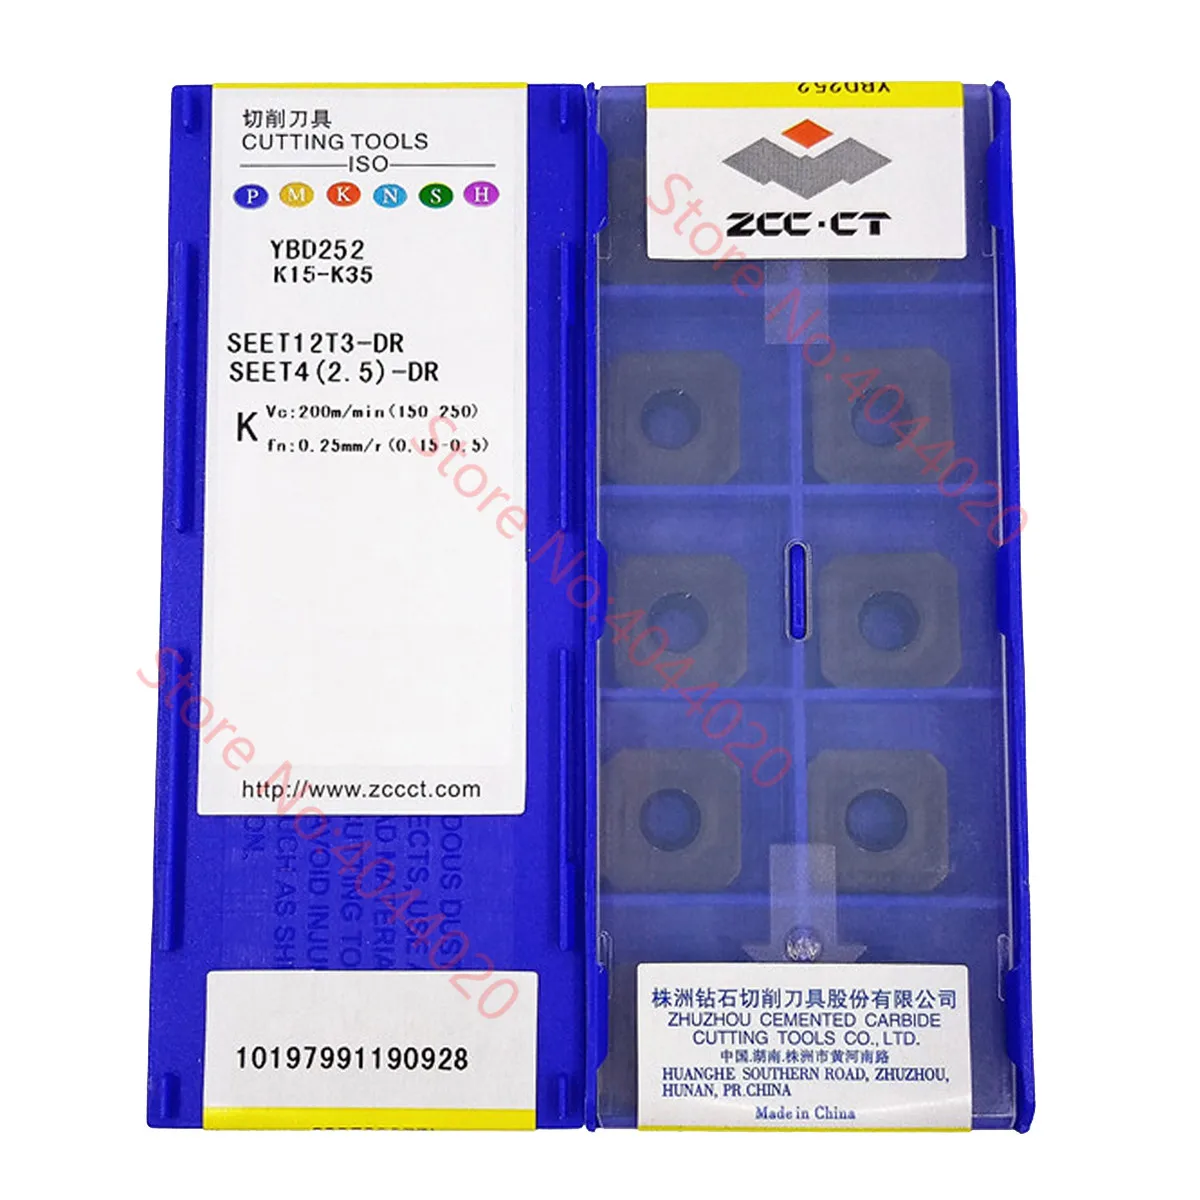 切削刀具
CUTTING TOOLS
ISO
P M K N S H
YBD252
K15-K35
SEET12T3-DR
SEET4(2.5)-DR
K
Vc:200m/min(150 250)
fn:0.25mm/r(0.15-0.5)
http://www.zccct.com
10197991190928
YBD252
ZCC·CT
株洲钻石切削刀具股份有限公司
ZHUZHOU CEMENTED CARBIDE
CUTTING TOOLS CO.,LTD.
中国.湖南.株洲市黄河南路
HUANGHE SOUTHERN ROAD, ZHUZHOU,
HUNAN, PR.CHINA
Made in China
Store No:4044020
Store No:4044020
Store No:4044020